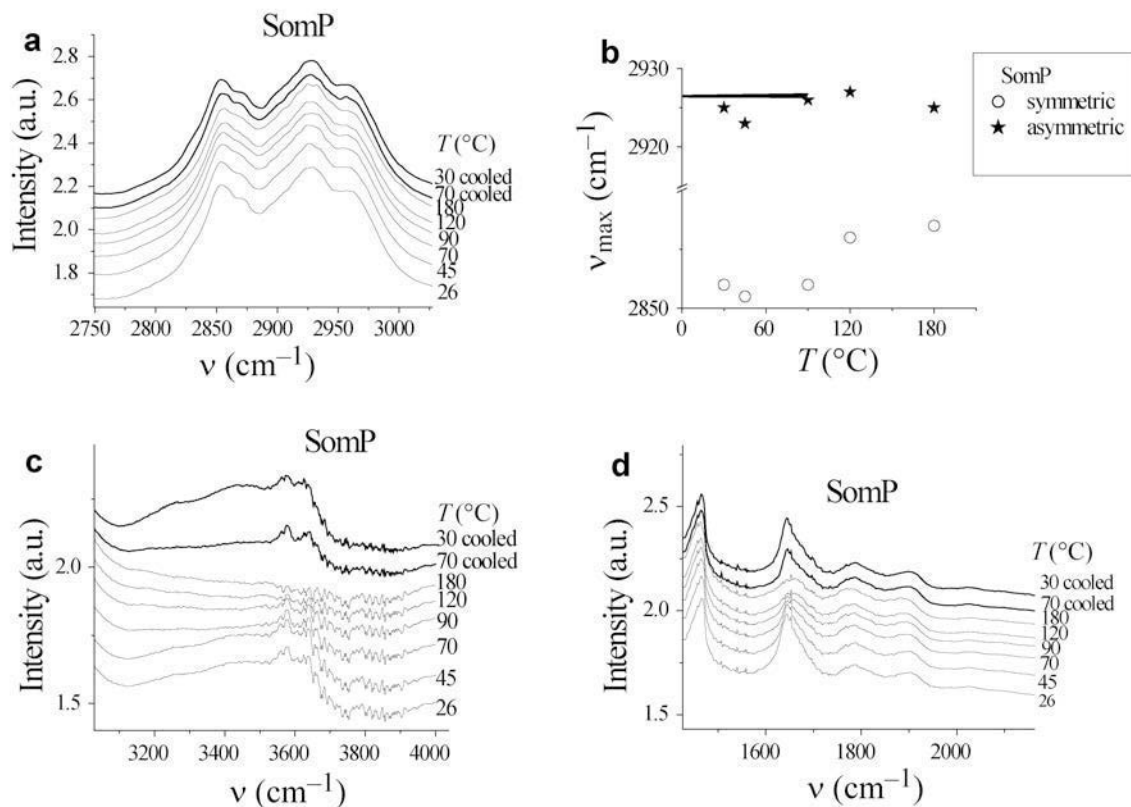 a
SomP
Intensity (a.u.)
2.8
2.6
2.4
2.2
2.0
1.8
2750 2800 2850 2900 2950 3000
ν (cm⁻¹)
T (°C)
30 cooled
70 cooled
180
120
90
70
45
26
b
νmax (cm⁻¹)
2930
2920
2850
0 60 120 180
T (°C)
SomP
symmetric
asymmetric
c
SomP
Intensity (a.u.)
2.0
1.5
3200 3400 3600 3800 4000
ν (cm⁻¹)
T (°C)
30 cooled
70 cooled
180
120
90
70
45
26
d
SomP
Intensity (a.u.)
2.5
2.0
1.5
1600 1800 2000
ν (cm⁻¹)
T (°C)
30 cooled
70 cooled
180
120
90
70
45
26